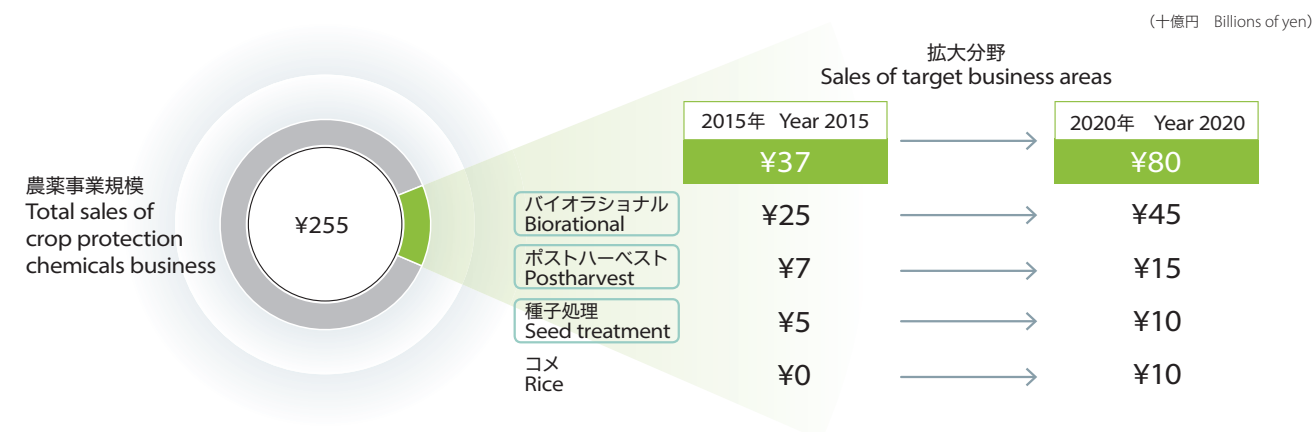 （十億円　Billions of yen）
拡大分野
Sales of target business areas
2015年　Year 2015
2020年　Year 2020
¥37
¥80
農薬事業規模
Total sales of
crop protection
chemicals business
¥255
バイオラショナル
Biorational
¥25
¥45
ポストハーベスト
Postharvest
¥7
¥15
種子処理
Seed treatment
¥5
¥10
コメ
Rice
¥0
¥10